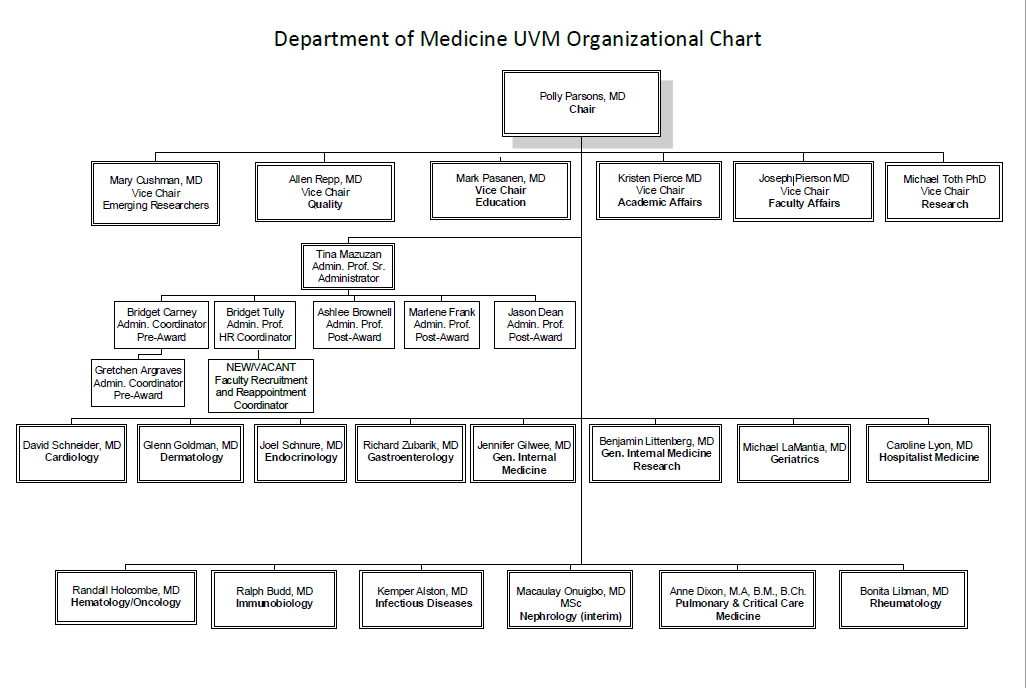 Department of Medicine UVM Organizational Chart
Polly Parsons, MD
Chair
Mary Cushman, MD
Vice Chair
Emerging Researchers
Allen Repp, MD
Vice Chair
Quality
Mark Pasanen, MD
Vice Chair
Education
Kristen Pierce MD
Vice Chair
Academic Affairs
Joseph Pierson MD
Vice Chair
Faculty Affairs
Michael Toth PhD
Vice Chair
Research
Tina Mazuzan
Admin. Prof. Sr.
Administrator
Bridget Carney
Admin. Coordinator
Pre-Award
Bridget Tully
Admin. Prof.
HR Coordinator
Ashlee Brownell
Admin. Prof.
Post-Award
Marlene Frank
Admin. Prof.
Post-Award
Jason Dean
Admin. Prof.
Post-Award
Gretchen Argraves
Admin. Coordinator
Pre-Award
NEW/VACANT
Faculty Recruitment
and Reappointment
Coordinator
David Schneider, MD
Cardiology
Glenn Goldman, MD
Dermatology
Joel Schnure, MD
Endocrinology
Richard Zubarik, MD
Gastroenterology
Jennifer Gilwee, MD
Gen. Internal
Medicine
Benjamin Littenberg, MD
Gen. Internal Medicine
Research
Michael LaMantia, MD
Geriatrics
Caroline Lyon, MD
Hospitalist Medicine
Randall Holcombe, MD
Hematology/Oncology
Ralph Budd, MD
Immunobiology
Kemper Alston, MD
Infectious Diseases
Macaulay Onuigbo, MD
MSc
Nephrology (interim)
Anne Dixon, M.A, B.M., B.Ch.
Pulmonary & Critical Care
Medicine
Bonita Libman, MD
Rheumatology